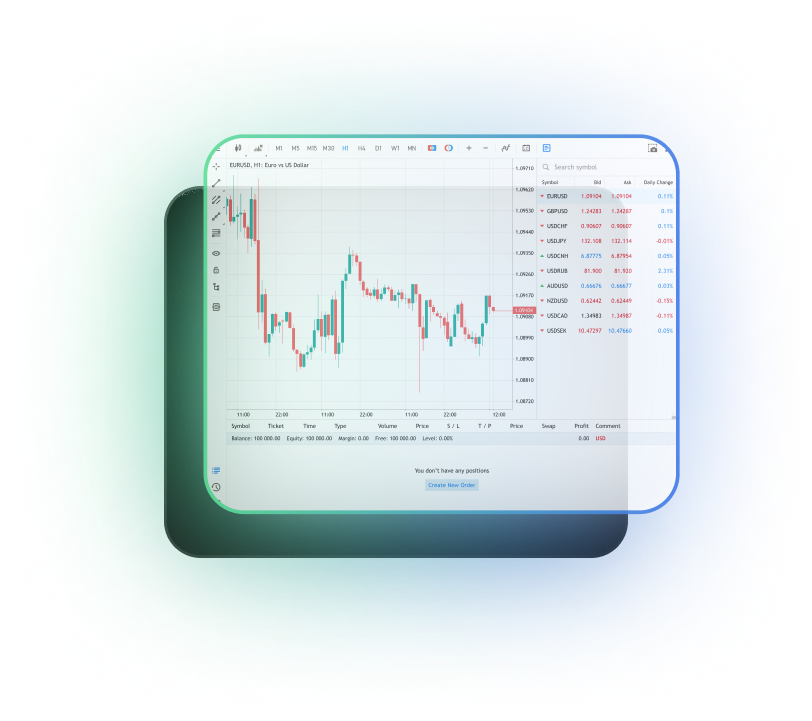 M1 M5 M15 M30 H1 H4 D1 W1 MN
EURUSD, H1: Euro vs US Dollar
1.09710
1.09620
1.09530
1.09440
1.09350
1.09260
1.09170
1.09104
1.09080
1.08990
1.08900
1.08810
1.08720
11:00 22:00 11:00 22:00 11:00 22:00 12:00
Search symbol
Symbol Bid Ask Daily Change
EURUSD 1.09104 1.09104 0.11%
GBPUSD 1.24283 1.24287 0.1%
USDCHF 0.90607 0.90607 0.11%
USDJPY 132.108 132.114 -0.01%
USDCNH 6.87775 6.87954 0.05%
USDRUB 81.900 81.920 2.31%
AUDUSD 0.66676 0.66677 0.03%
NZDUSD 0.62442 0.62449 -0.15%
USDCAD 1.34983 1.34987 -0.11%
USDSEK 10.47297 10.47660 0.05%
Symbol Ticket Time Type Volume Price S / L T / P Price Swap Profit Comment
Balance: 100 000.00 Equity: 100 000.00 Margin: 0.00 Free: 100 000.00 Level: 0.00% 0.00 USD
You don't have any positions
Create New Order